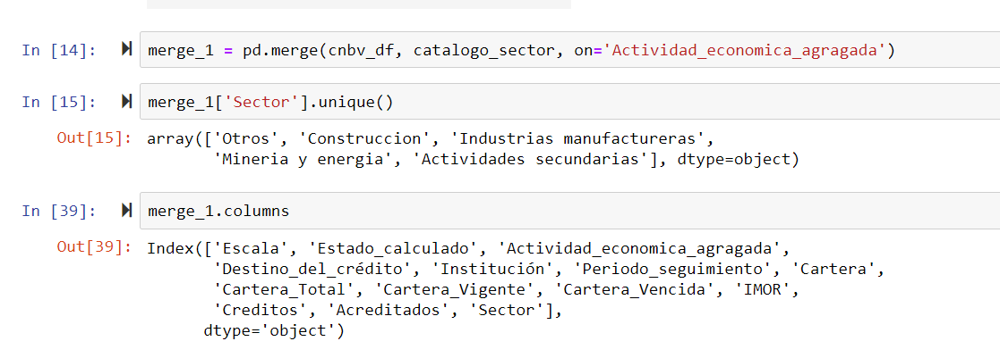 In [14]: merge_1 = pd.merge(cnbv_df, catalogo_sector, on='Actividad_economica_agragada')
In [15]: merge_1['Sector'].unique()
Out[15]: array(['Otros', 'Construccion', 'Industrias manufactureras',
'Mineria y energia', 'Actividades secundarias'], dtype=object)
In [39]: merge_1.columns
Out[39]: Index(['Escala', 'Estado_calculado', 'Actividad_economica_agragada',
'Destino_del_crédito', 'Institución', 'Periodo_seguimiento', 'Cartera',
'Cartera_Total', 'Cartera_Vigente', 'Cartera_Vencida', 'IMOR',
'Creditos', 'Acreditados', 'Sector'],
dtype='object')